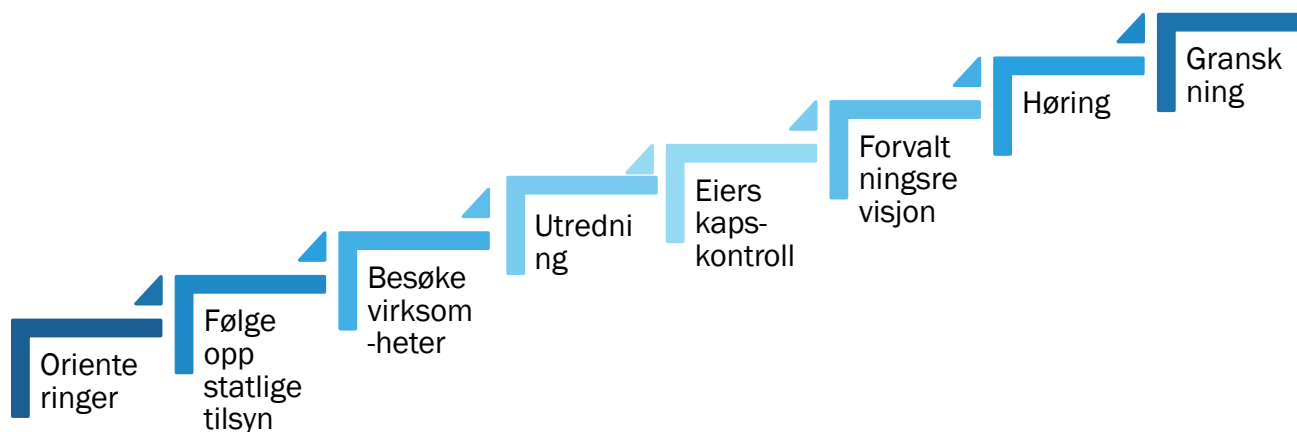 Oriente
ringer
Følge
opp
statlige
tilsyn
Besøke
virksom
-heter
Utredni
ng
Eiers
kaps-
kontroll
Forvalt
ningsre
visjon
Høring
Gransk
ning